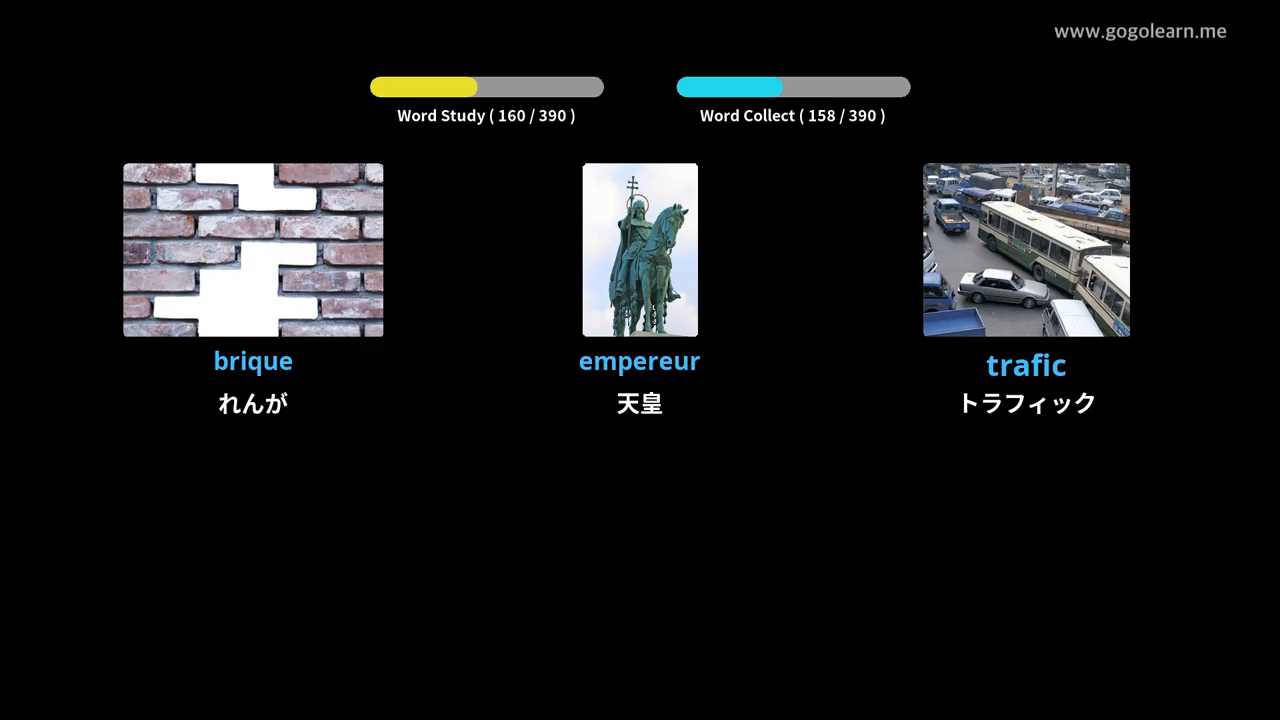 www.gogolearn.me
Word Study ( 160 / 390 )
Word Collect ( 158 / 390 )
brique
れんが
empereur
天皇
trafic
トラフィック